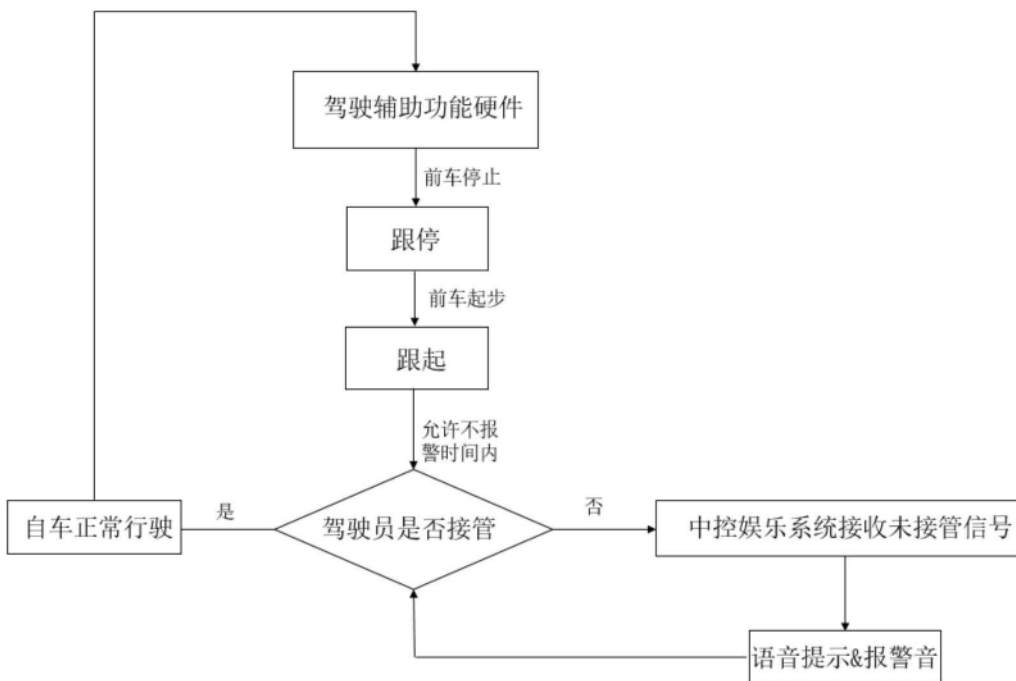 驾驶辅助功能硬件
前车停止
跟停
前车起步
跟起
允许不报
警时间内
自车正常行驶
是
驾驶员是否接管
否
中控娱乐系统接收未接管信号
语音提示&报警音